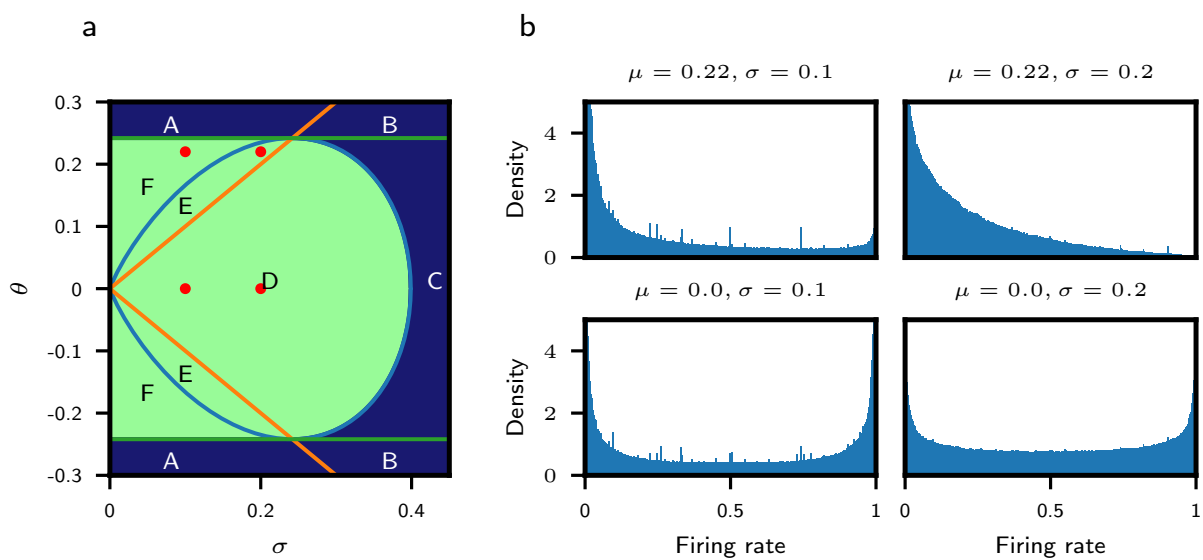 a
b
0.3
0.2
0.1
0
-0.1
-0.2
-0.3
θ
A
B
F
E
D
C
E
F
A
B
0
0.2
0.4
σ
μ = 0.22, σ = 0.1
μ = 0.22, σ = 0.2
Density
4
2
0
μ = 0.0, σ = 0.1
μ = 0.0, σ = 0.2
Density
4
2
0
0
0.5
1
0
0.5
1
Firing rate
Firing rate